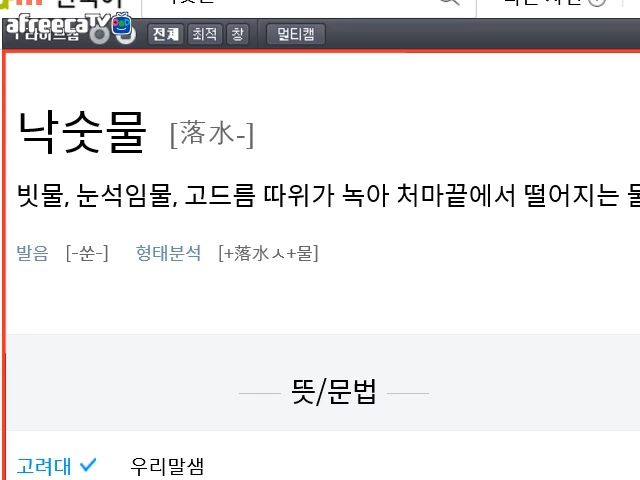 afreecaTV
전체 최적 창 멀티캠
낙숫물 [落水-]
빗물, 눈석임물, 고드름 따위가 녹아 처마끝에서 떨어지는
발음 [-쑨-] 형태분석 [+落水ㅅ+물]
뜻/문법
고려대 우리말샘